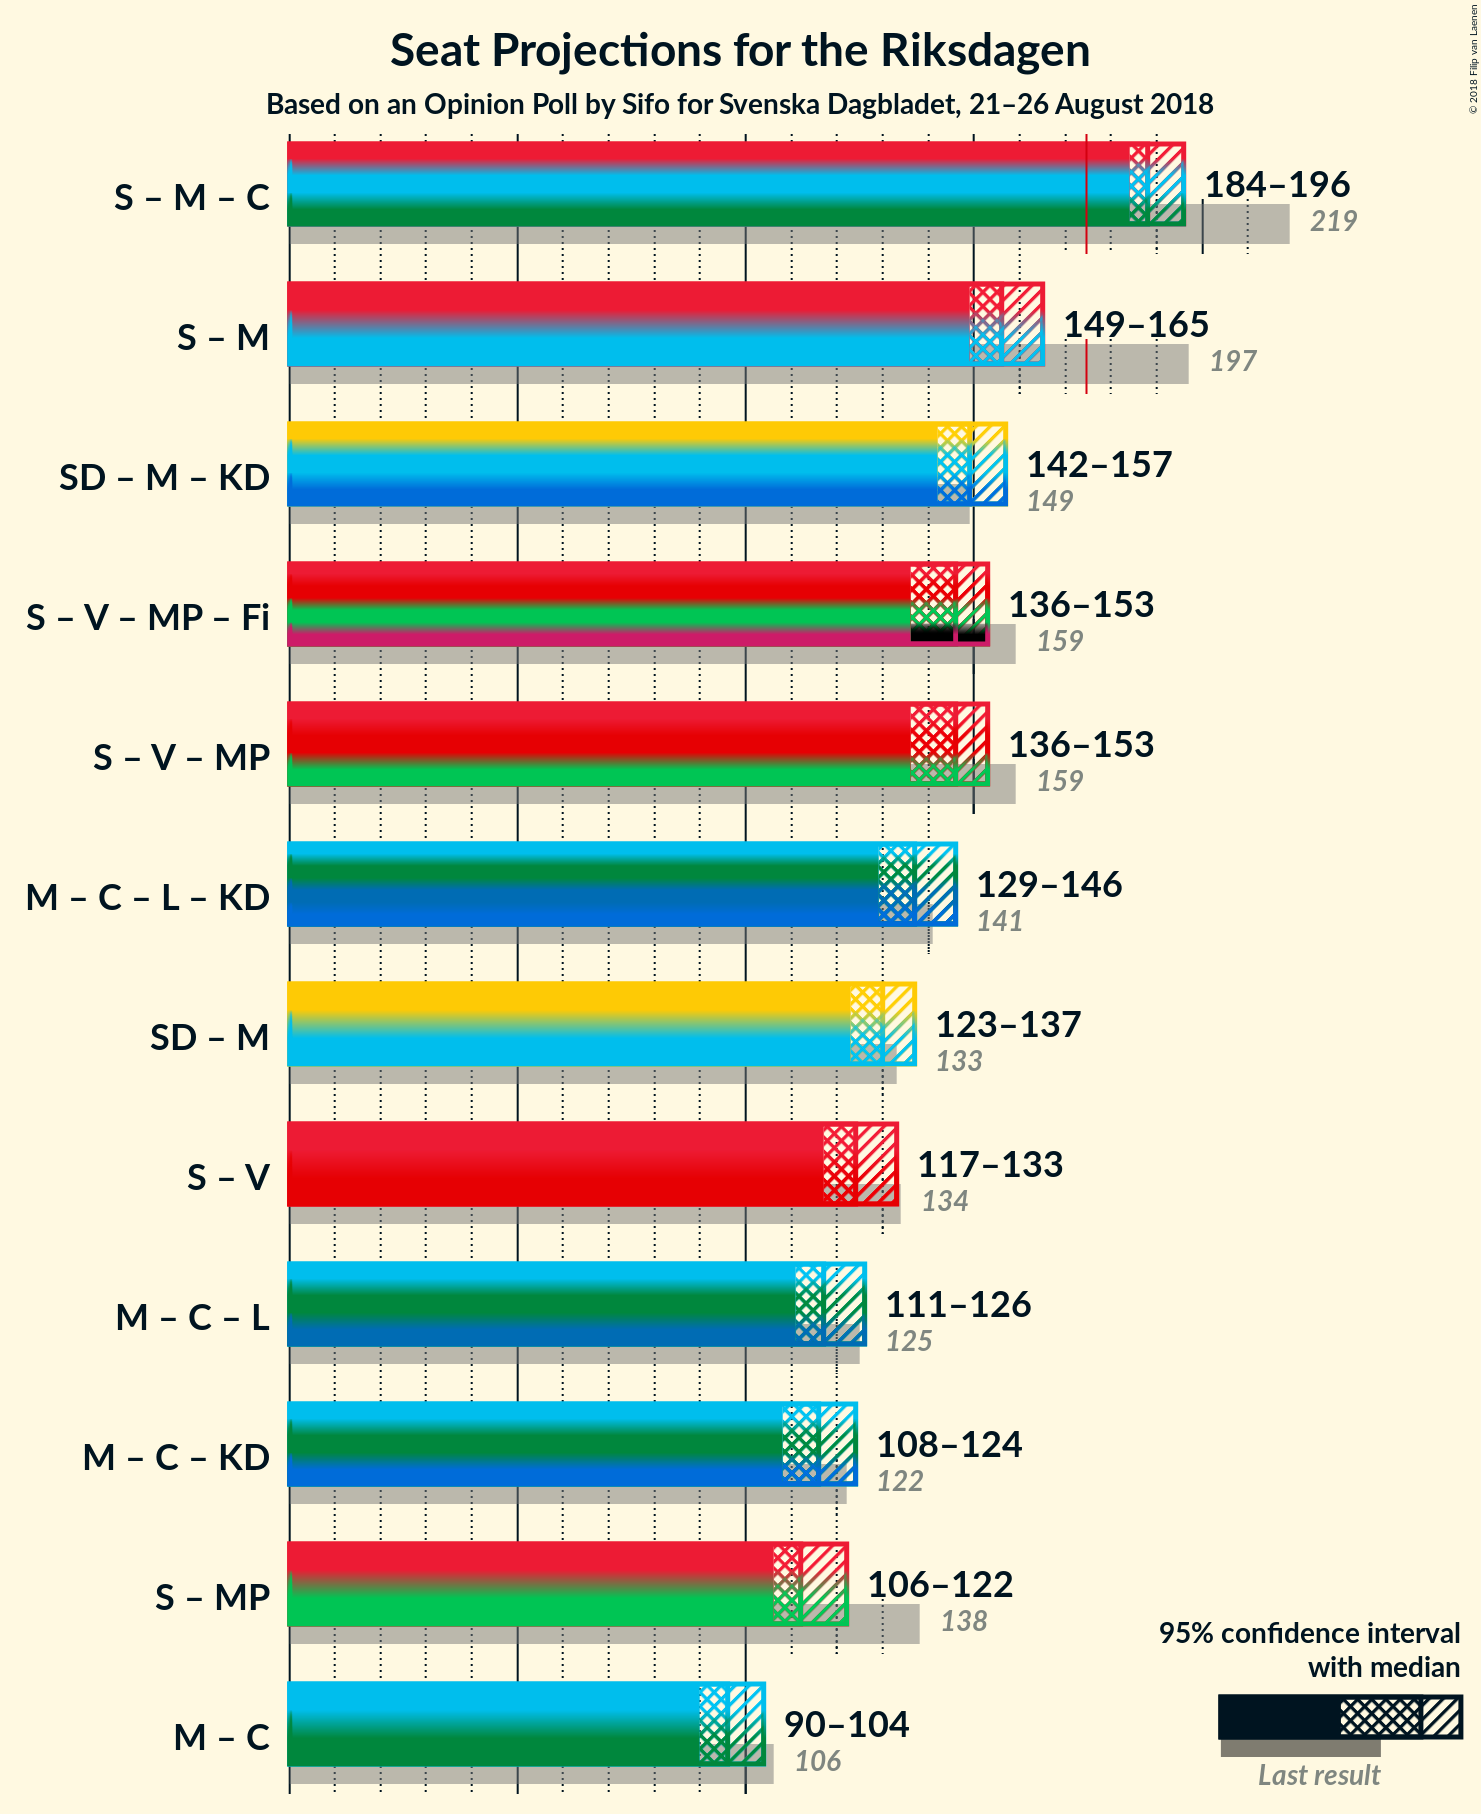 Seat Projections for the Riksdagen
Based on an Opinion Poll by Sifo for Svenska Dagbladet, 21–26 August 2018
© 2018 Filip van Laenen
S – M – C
184–196
219
S – M
149–165
197
SD – M – KD
142–157
149
S – V – MP – Fi
136–153
159
S – V – MP
136–153
159
M – C – L – KD
129–146
141
SD – M
123–137
133
S – V
117–133
134
M – C – L
111–126
125
M – C – KD
108–124
122
S – MP
106–122
138
M – C
90–104
106
95% confidence interval
with median
Last result